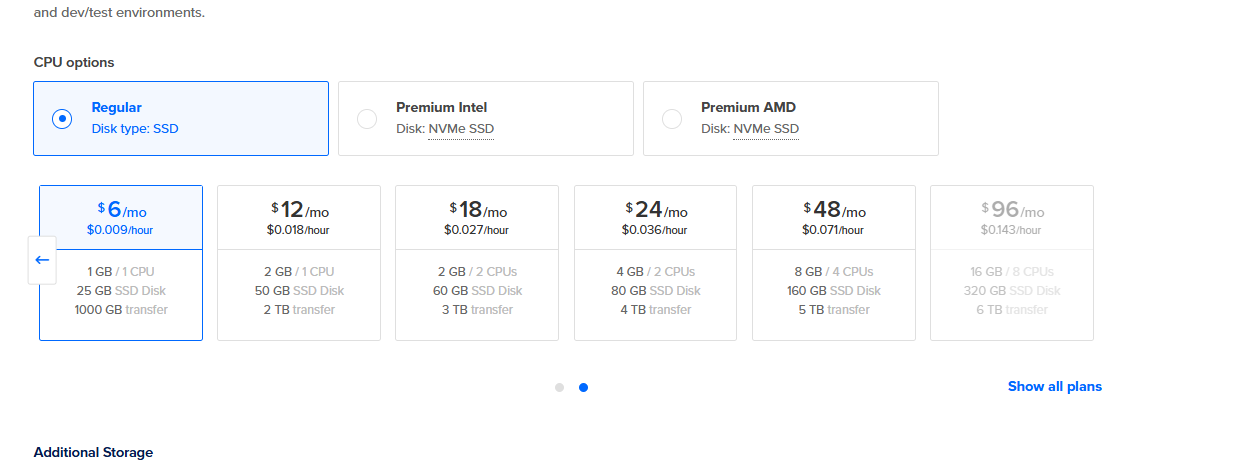 and dev/test environments.
CPU options
Regular
Disk type: SSD
Premium Intel
Disk: NVMe SSD
Premium AMD
Disk: NVMe SSD
$6/mo
$0.009/hour
1 GB / 1 CPU
25 GB SSD Disk
1000 GB transfer
$12/mo
$0.018/hour
2 GB / 1 CPU
50 GB SSD Disk
2 TB transfer
$18/mo
$0.027/hour
2 GB / 2 CPUs
60 GB SSD Disk
3 TB transfer
$24/mo
$0.036/hour
4 GB / 2 CPUs
80 GB SSD Disk
4 TB transfer
$48/mo
$0.071/hour
8 GB / 4 CPUs
160 GB SSD Disk
5 TB transfer
$96/mo
$0.143/hour
16 GB / 8 CPUs
320 GB SSD Disk
6 TB transfer
Show all plans
Additional Storage